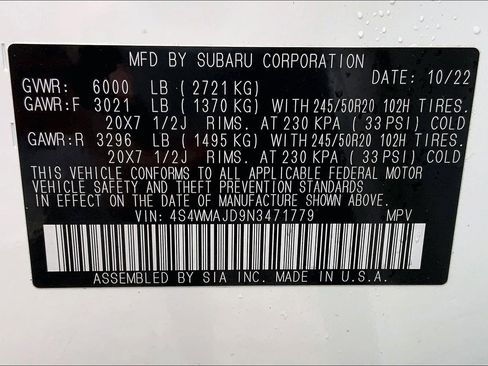 MFD BY SUBARU CORPORATION
DATE: 10/22
GVWR: 6000 LB ( 2721 KG)
GAWR:F 3021 LB ( 1370 KG) WITH 245/50R20 102H TIRES.
20X7 1/2J RIMS. AT 230 KPA ( 33 PSI) COLD
GAWR:R 3296 LB ( 1495 KG) WITH 245/50R20 102H TIRES.
20X7 1/2J RIMS. AT 230 KPA ( 33 PSI) COLD
THIS VEHICLE CONFORMS TO ALL APPLICABLE FEDERAL MOTOR
VEHICLE SAFETY AND THEFT PREVENTION STANDARDS
IN EFFECT ON THE DATE OF MANUFACTURE SHOWN ABOVE.
VIN: 4S4WMAJD9N3471779 MPV
ASSEMBLED BY SIA INC. MADE IN U.S.A.